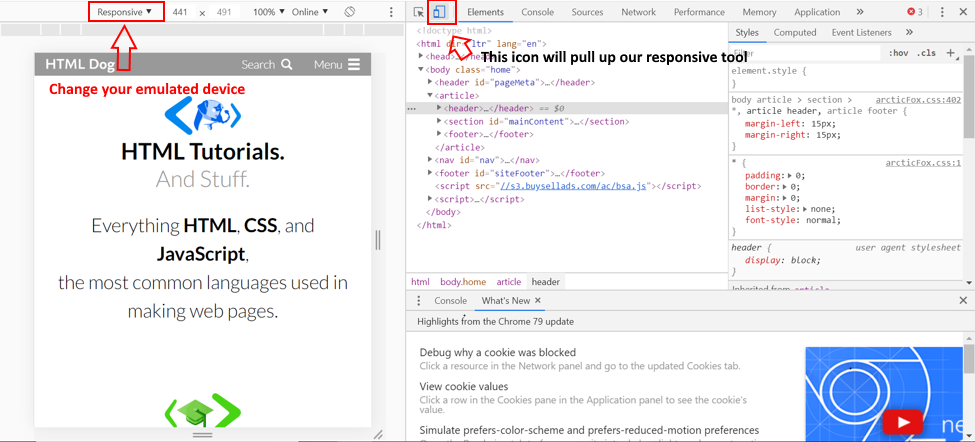 Responsive ▼ 441 × 491 100% ▼ Online ▼
Elements Console Sources Network Performance Memory Application » 3
HTML Dog Search Menu
Change your emulated device
HTML Tutorials.
And Stuff.
Everything HTML, CSS, and
JavaScript,
the most common languages used in
making web pages.
This icon will pull up our responsive tool
<!doctype html>
<html dir="ltr" lang="en">
▶<head>…</head>
▼<body class="home">
▶<header id="pageMeta">…</header>
▼<article>
… ▶<header>…</header> == $0
▶<section id="mainContent">…</section>
▶<footer>…</footer>
</article>
▶<nav id="nav">…</nav>
▶<footer id="siteFooter">…</footer>
<script src="//s3.buysellads.com/ac/bsa.js"></script>
▶<script>…</script>
</body>
</html>
html body.home article header
Styles Computed Event Listeners »
Filter :hov .cls +
element.style {
}
body article > section > arcticFox.css:402
*, article header, article footer {
margin-left: 15px;
margin-right: 15px;
}
* { arcticFox.css:1
padding:▶ 0;
border:▶ 0;
margin:▶ 0;
list-style:▶ none;
font-style: normal;
}
header { user agent stylesheet
display: block;
}
Inherited from article
Console What's New ×
Highlights from the Chrome 79 update
Debug why a cookie was blocked
Click a resource in the Network panel and go to the updated Cookies tab.
View cookie values
Click a row in the Cookies pane in the Application panel to see the cookie's
value.
Simulate prefers-color-scheme and prefers-reduced-motion preferences
ne